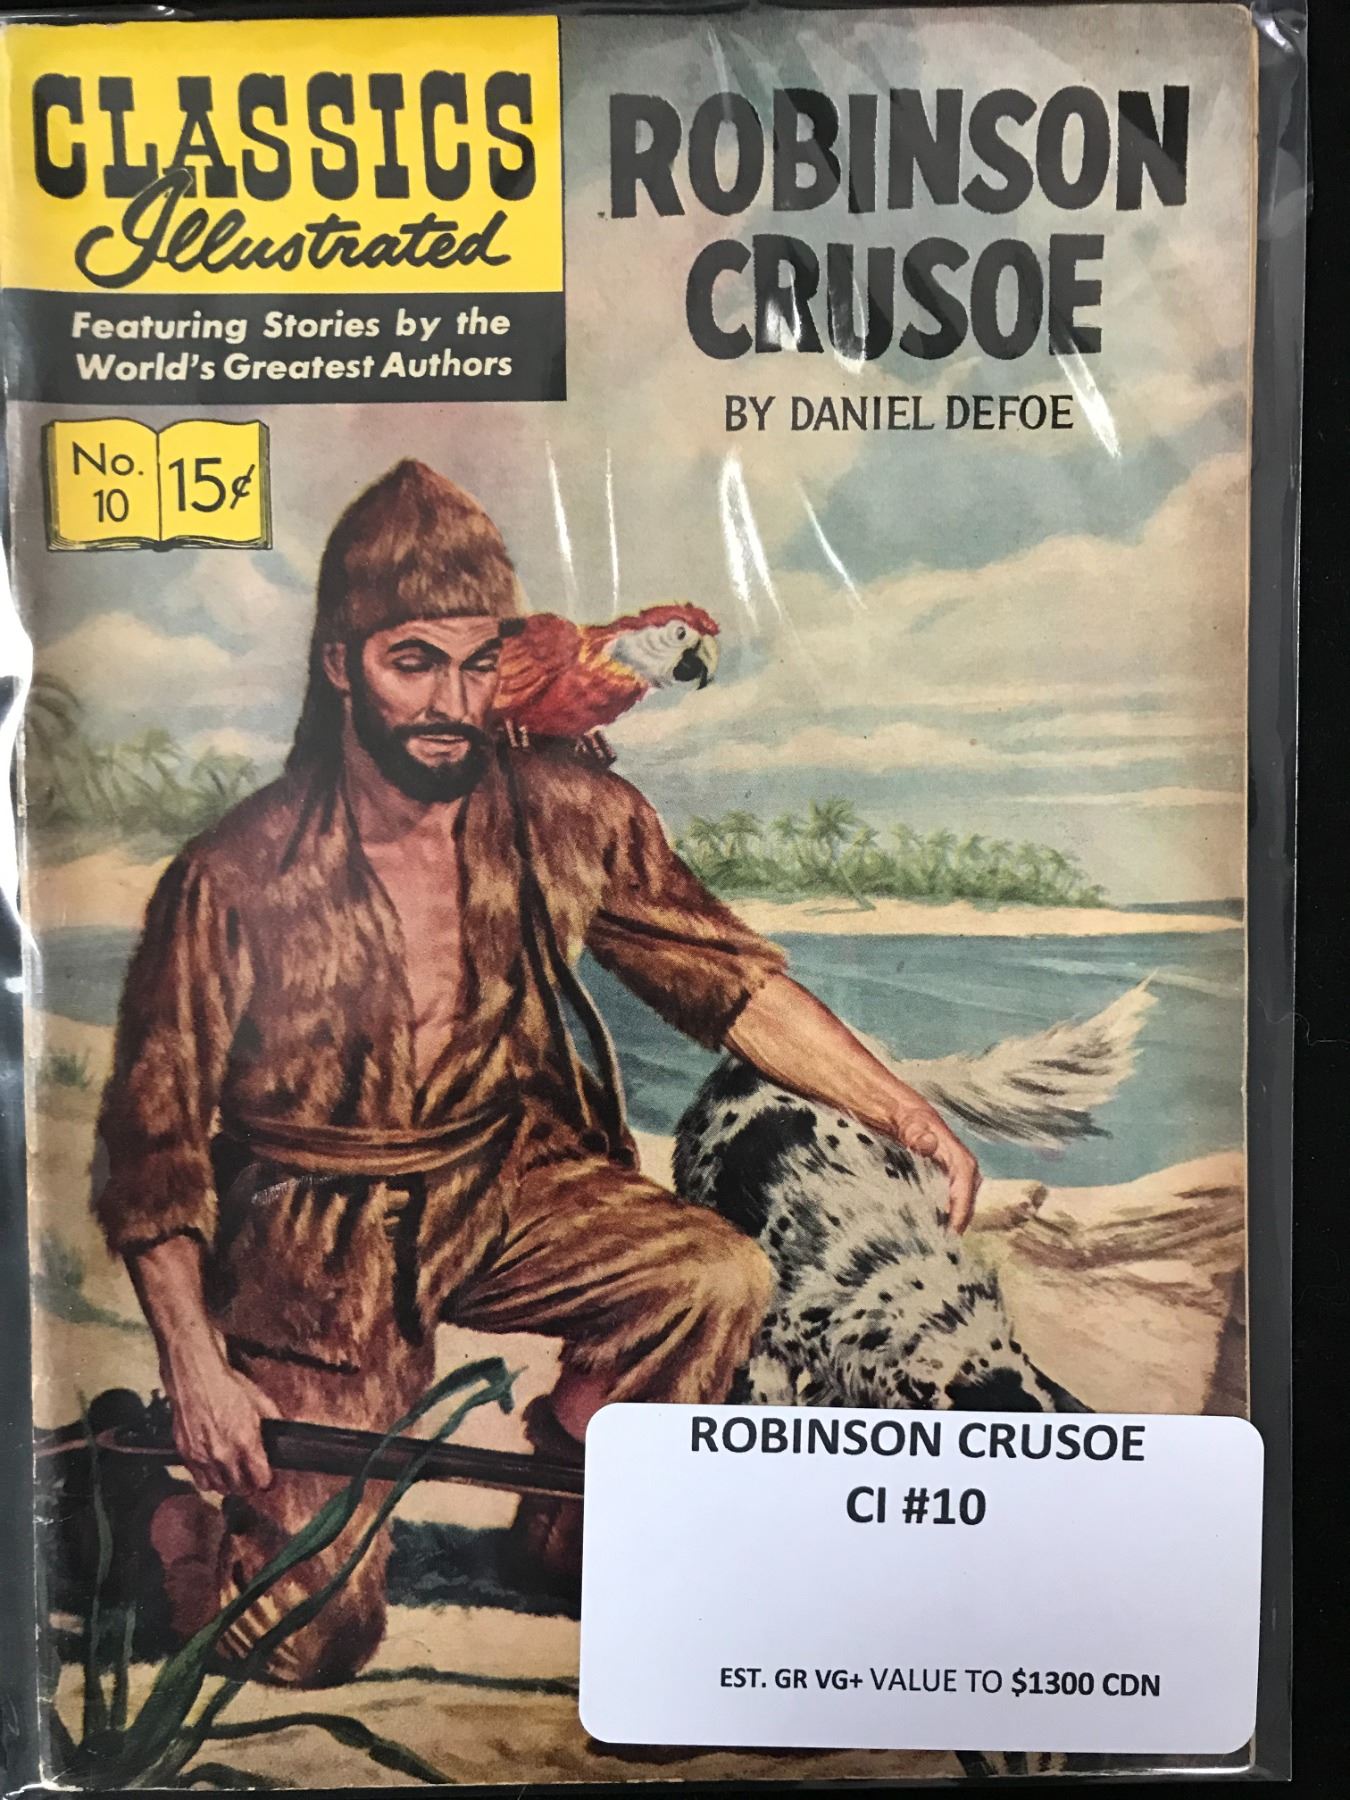 CLASSICS
Illustrated
Featuring Stories by the
World's Greatest Authors
No.
10
15¢
ROBINSON
CRUSOE
BY DANIEL DEFOE
ROBINSON CRUSOE
CI #10
EST. GR VG+ VALUE TO $1300 CDN